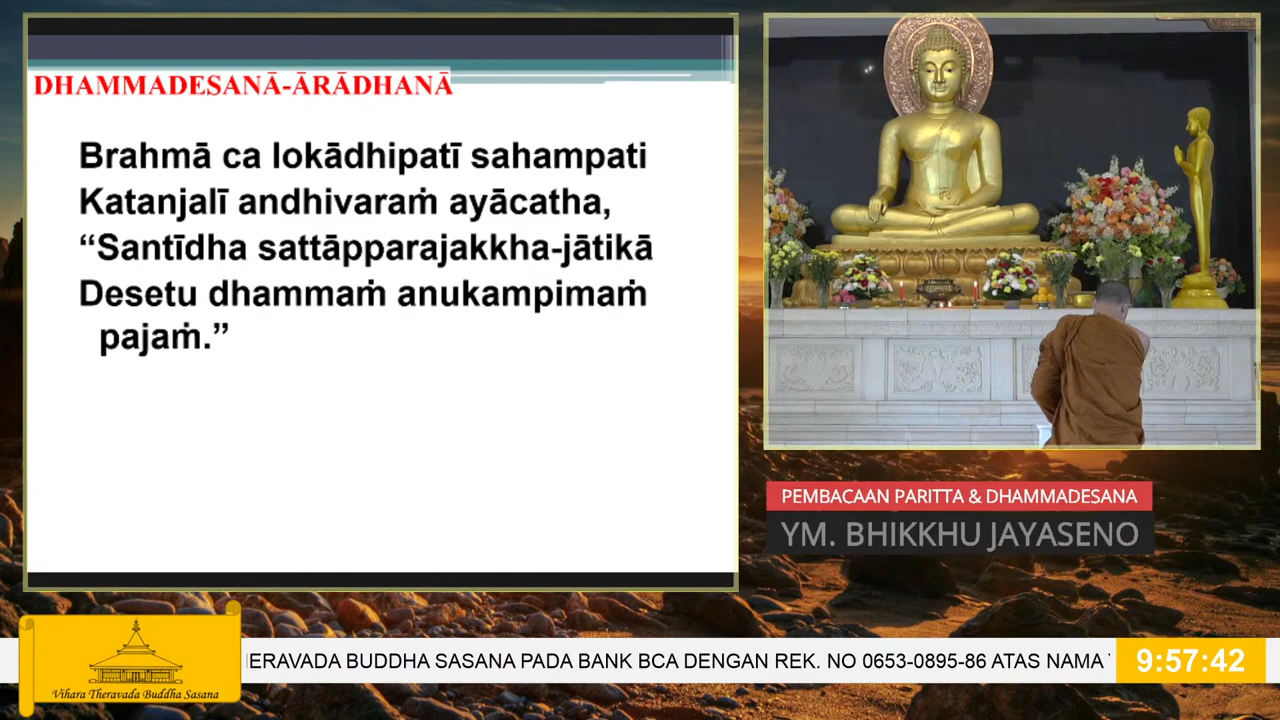 DHAMMADESANĀ-ĀRĀDHANĀ
Brahmā ca lokādhipatī sahampati
Katanjalī andhivaraṁ ayācatha,
“Santīdha sattāpparajakkha-jātikā
Desetu dhammaṁ anukampimaṁ
pajaṁ.”
PEMBACAAN PARITTA & DHAMMADESANA
YM. BHIKKHU JAYASENO
Vihara Theravada Buddha Sasana
ERAVADA BUDDHA SASANA PADA BANK BCA DENGAN REK. NO 0653-0895-86 ATAS NAMA
9:57:42